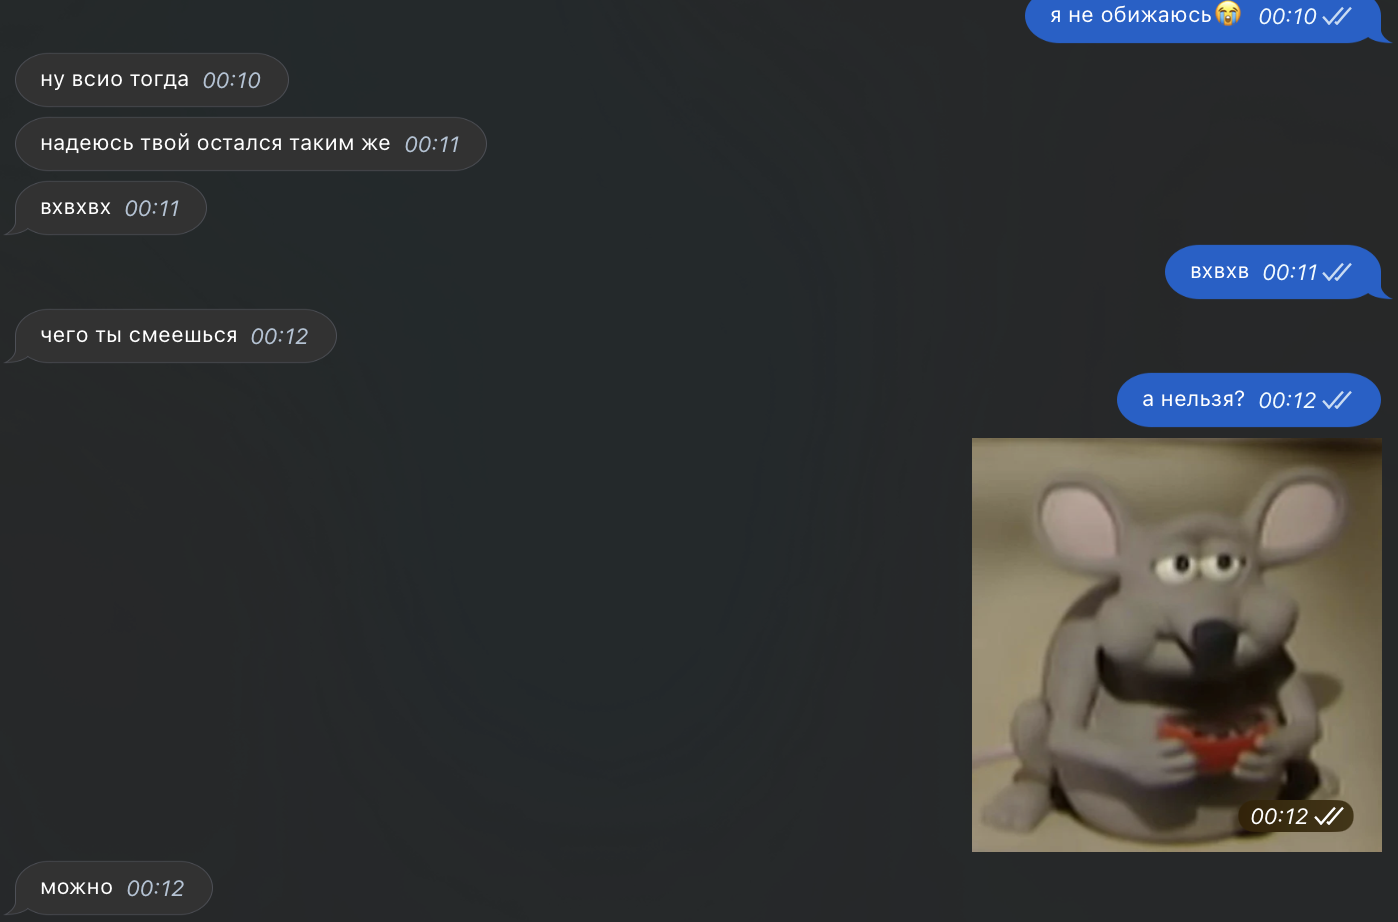 я не обижаюсь😭 00:10
ну всио тогда 00:10
надеюсь твой остался таким же 00:11
вхвхвх 00:11
вхвхв 00:11
чего ты смеешься 00:12
а нельзя? 00:12
00:12
можно 00:12